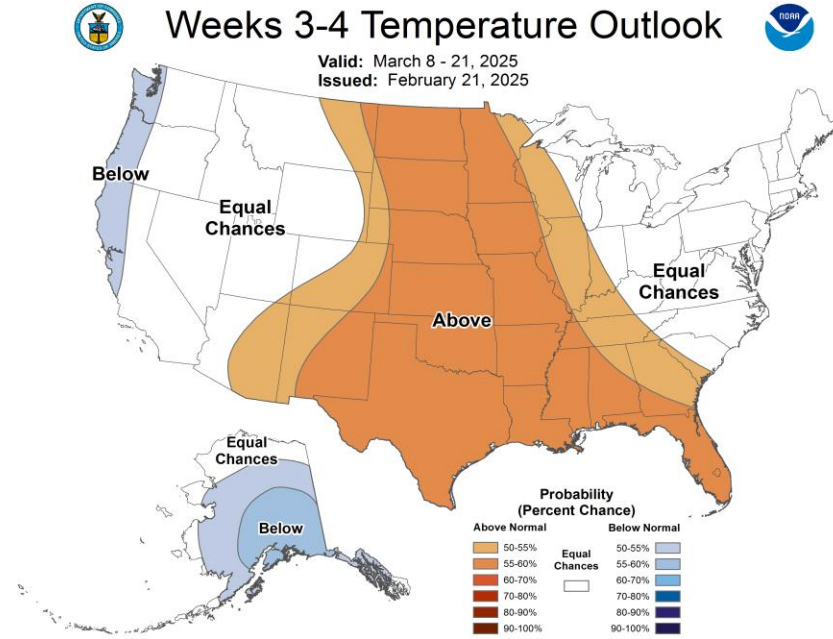 Weeks 3-4 Temperature Outlook
NOAA
Valid: March 8 - 21, 2025
Issued: February 21, 2025
Below
Equal
Chances
Equal
Chances
Above
Equal
Chances
Below
Probability
(Percent Chance)
Above Normal
Below Normal
50-55%
55-60%
60-70%
70-80%
80-90%
90-100%
Equal
Chances
50-55%
55-60%
60-70%
70-80%
80-90%
90-100%